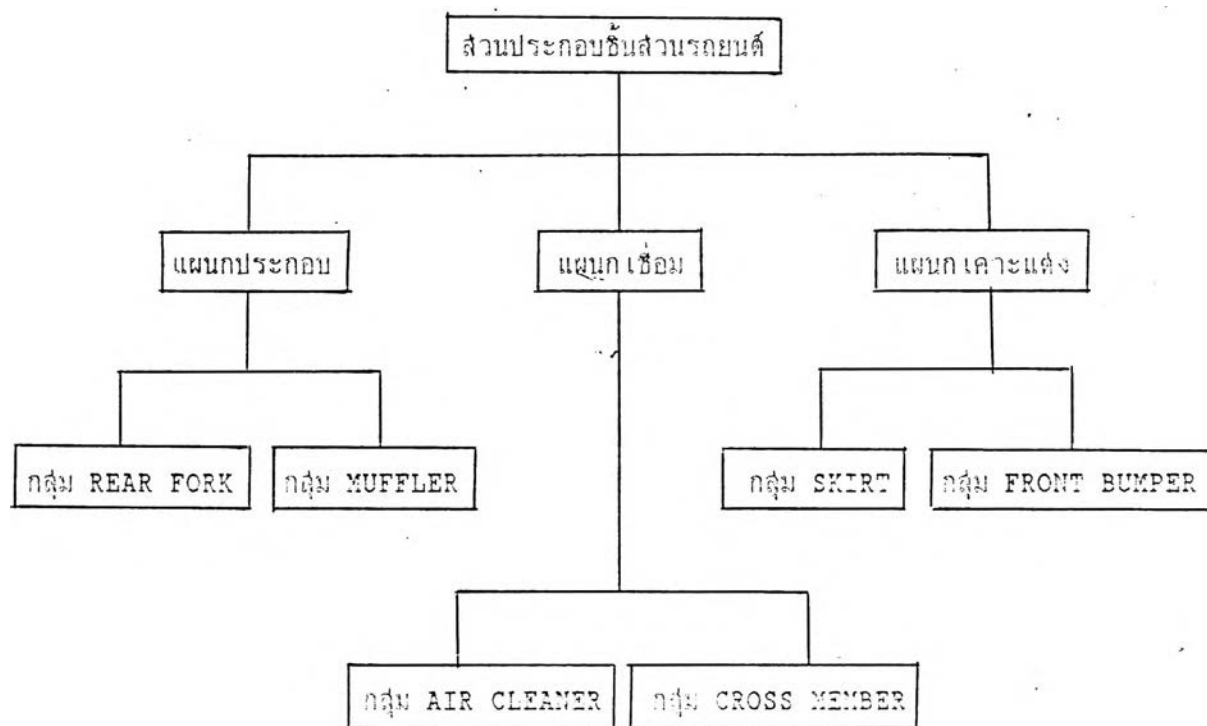 ส่วนประกอบชิ้นส่วนรถยนต์
แผนกประกอบ
แผนกเชื่อม
แผนกเคาะแต่ง
กลุ่ม REAR FORK
กลุ่ม MUFFLER
กลุ่ม SKIRT
กลุ่ม FRONT BUMPER
กลุ่ม AIR CLEANER
กลุ่ม CROSS MEMBER